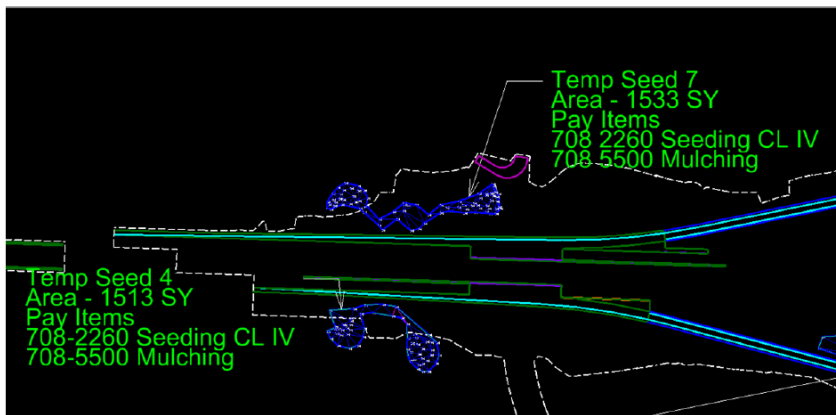 Temp Seed 7
Area - 1533 SY
Pay Items
708 2260 Seeding CL IV
708-5500 Mulching
Temp Seed 4
Area - 1513 SY
Pay Items
708-2260 Seeding CL IV
708-5500 Mulching